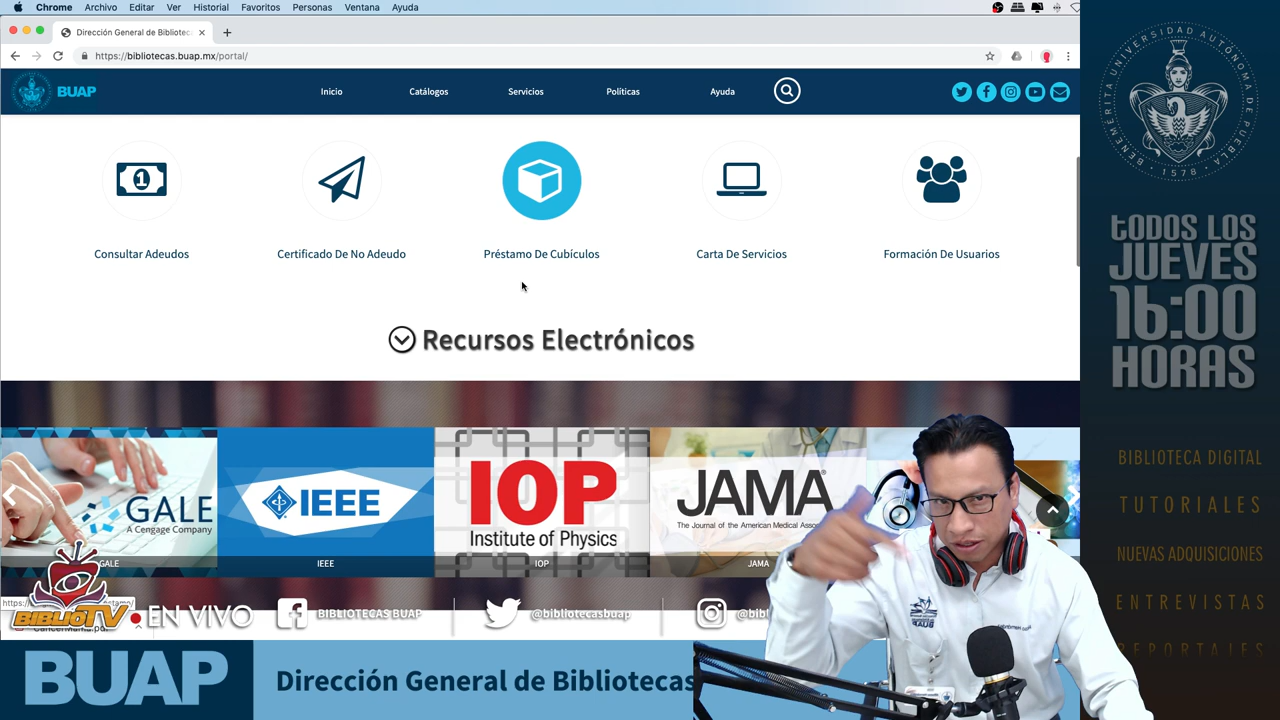 Chrome Archivo Editar Ver Historial Favoritos Personas Ventana Ayuda
Dirección General de Bibliotec
https://bibliotecas.buap.mx/portal/
BUAP
Inicio Catálogos Servicios Políticas Ayuda
Consultar Adeudos
Certificado De No Adeudo
Préstamo De Cubículos
Carta De Servicios
Formación De Usuarios
Recursos Electrónicos
GALE
A Cengage Company
GALE
IEEE
IEEE
IOP
Institute of Physics
IOP
JAMA
The Journal of the American Medical
JAMA
BIBLIOTV
EN VIVO
BIBLIOTECAS BUAP
@bibliotecasbuap
BUAP
Dirección General de Bibliotecas
BENEMÉRITA UNIVERSIDAD AUTÓNOMA DE PUEBLA
1578
TODOS LOS
JUEVES
16:00
HORAS
BIBLIOTECA DIGITAL
TUTORIALES
NUEVAS ADQUISICIONES
ENTREVISTAS
REPORTALES